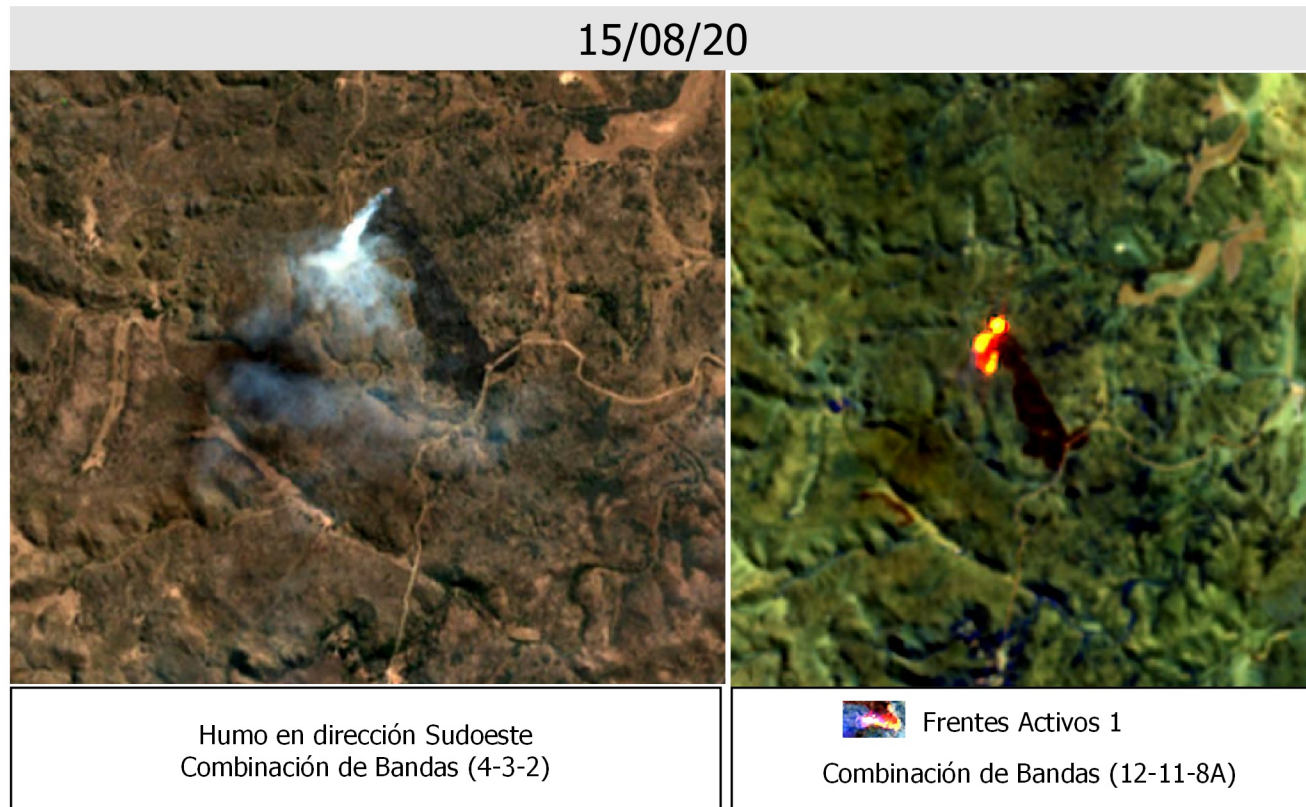 15/08/20
Humo en dirección Sudoeste
Combinación de Bandas (4-3-2)
Frentes Activos 1
Combinación de Bandas (12-11-8A)